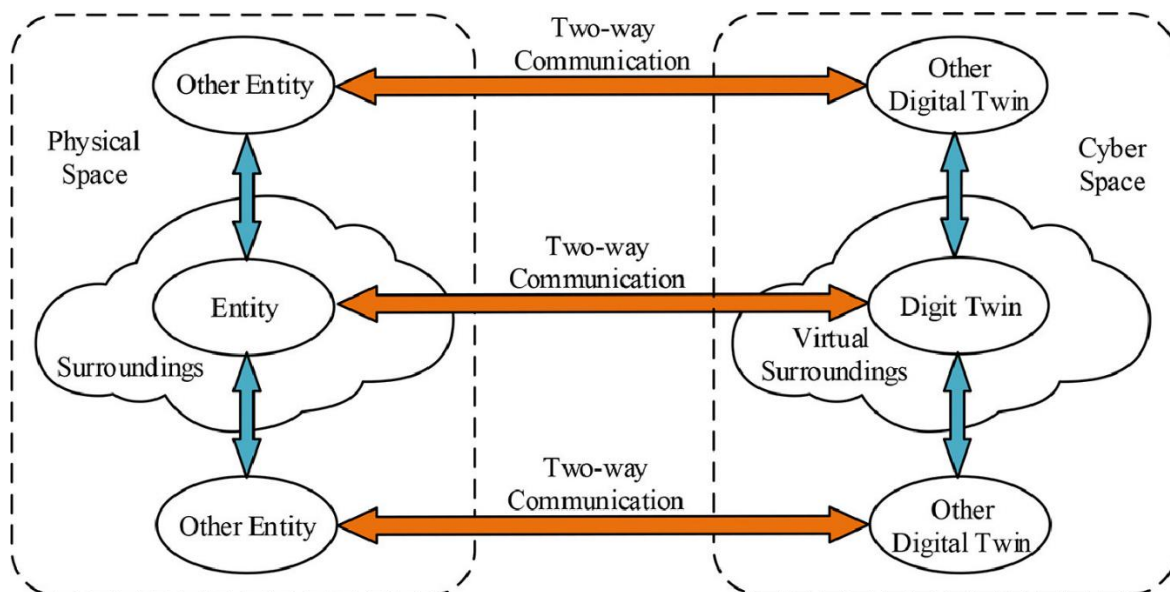 Two-way
Communication
Other Entity
Other
Digital Twin
Physical
Space
Cyber
Space
Two-way
Communication
Entity
Digit Twin
Surroundings
Virtual
Surroundings
Two-way
Communication
Other Entity
Other
Digital Twin